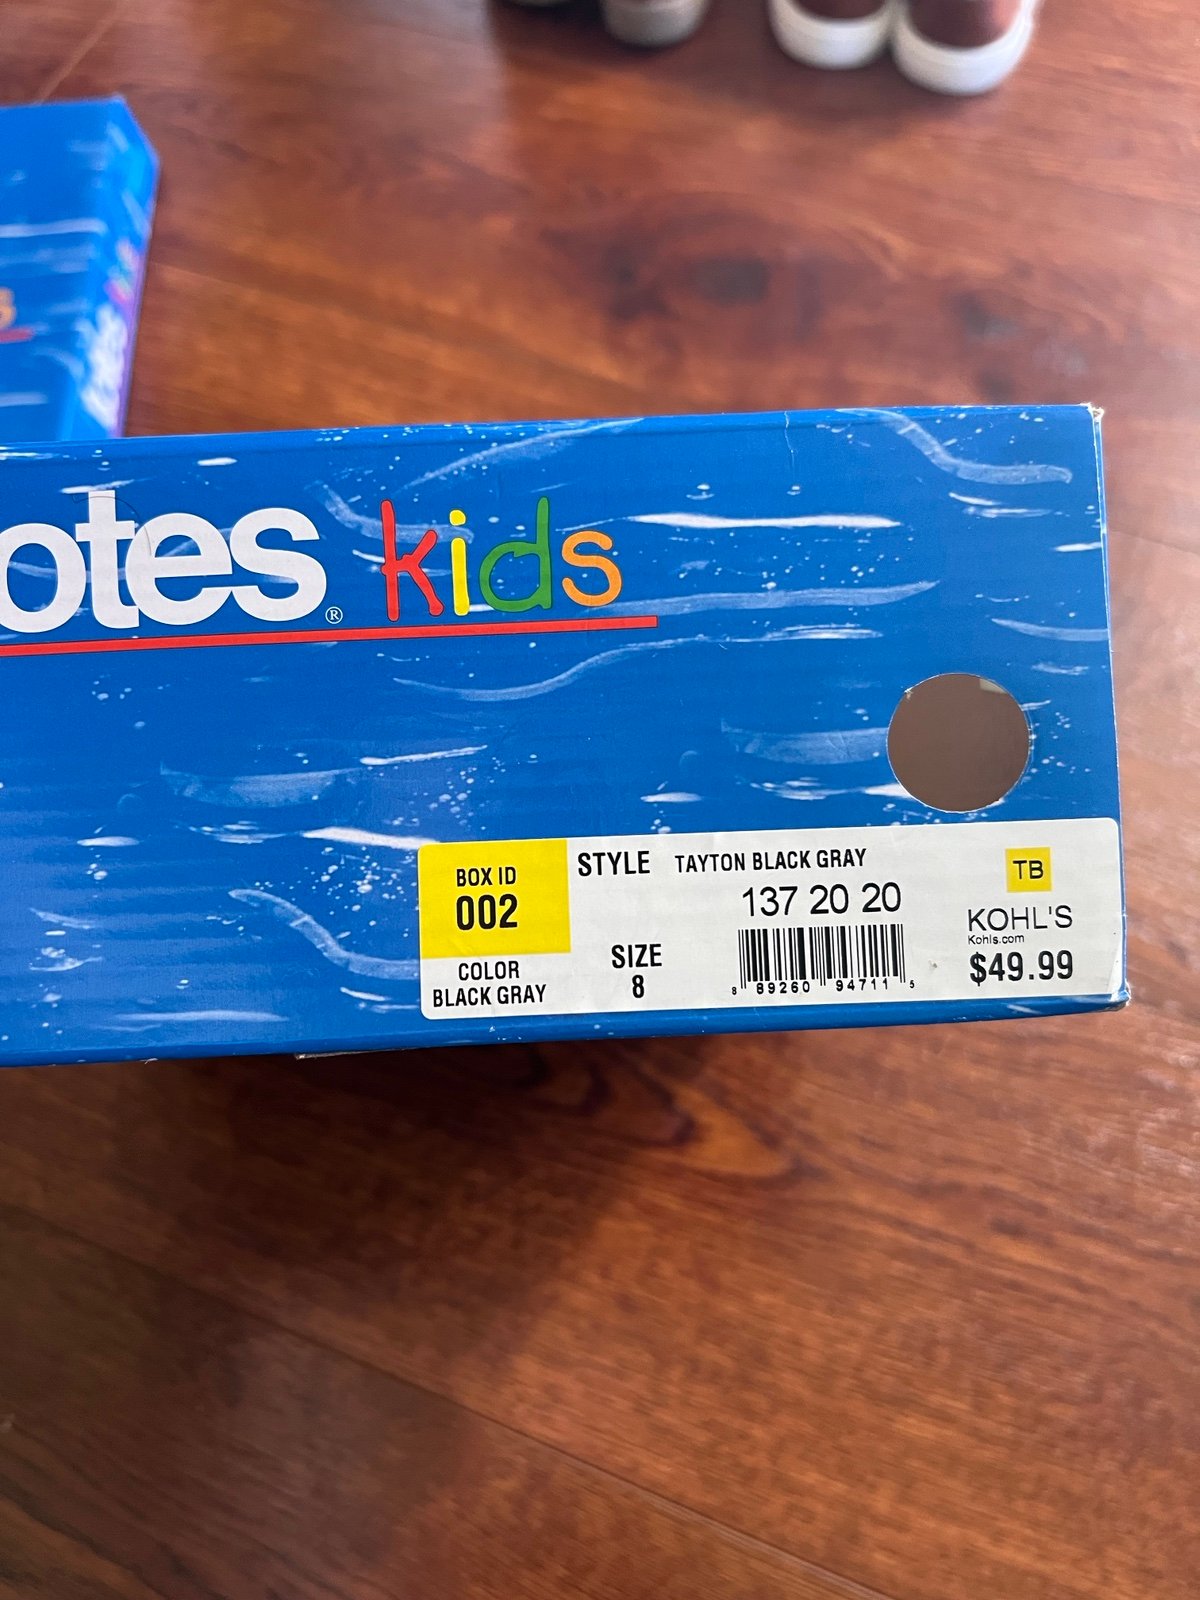 otes® kids
BOX ID
002
COLOR
BLACK GRAY
STYLE TAYTON BLACK GRAY
137 20 20
SIZE
8
8 89260 94711 5
TB
KOHL'S
Kohls.com
$49.99